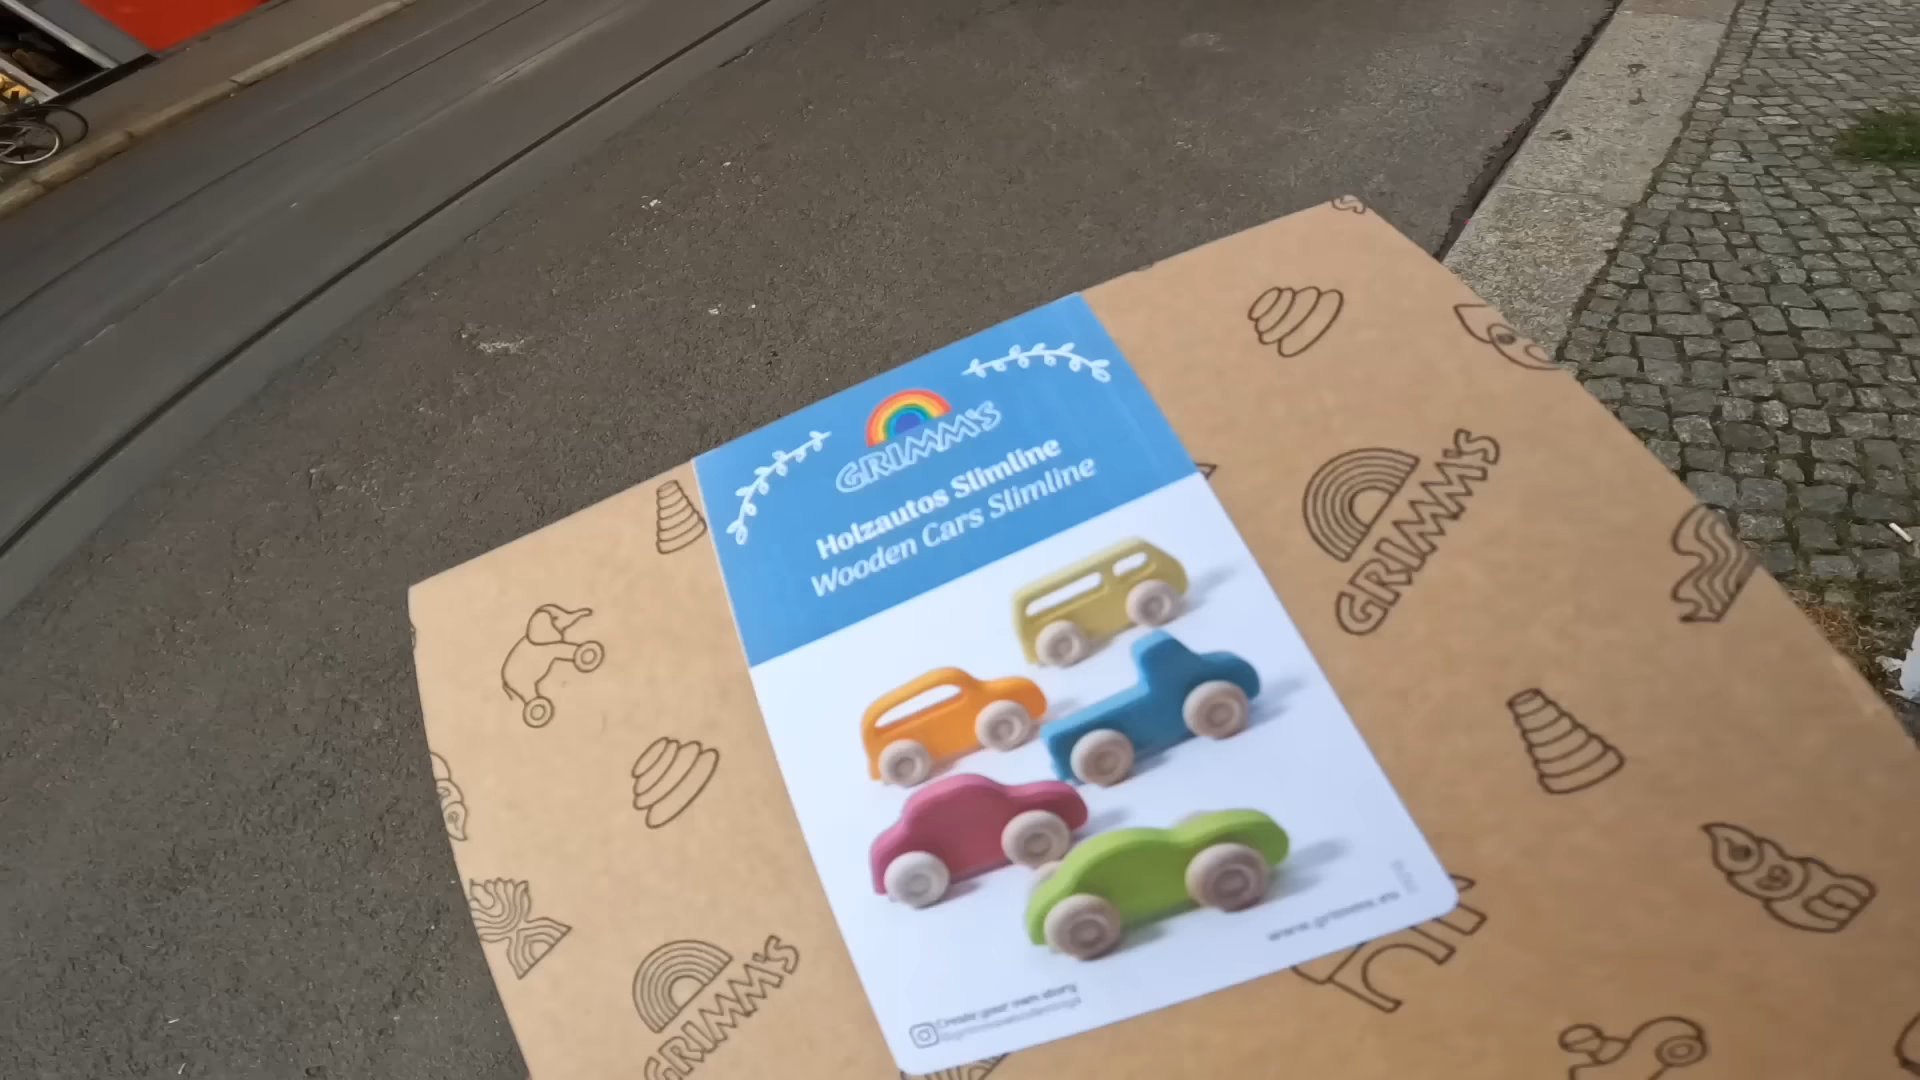 GRIMM'S
Holzautos Slimline
Wooden Cars Slimline
GRIMM'S
GRIMM'S
www.grimms.eu
Create your own story